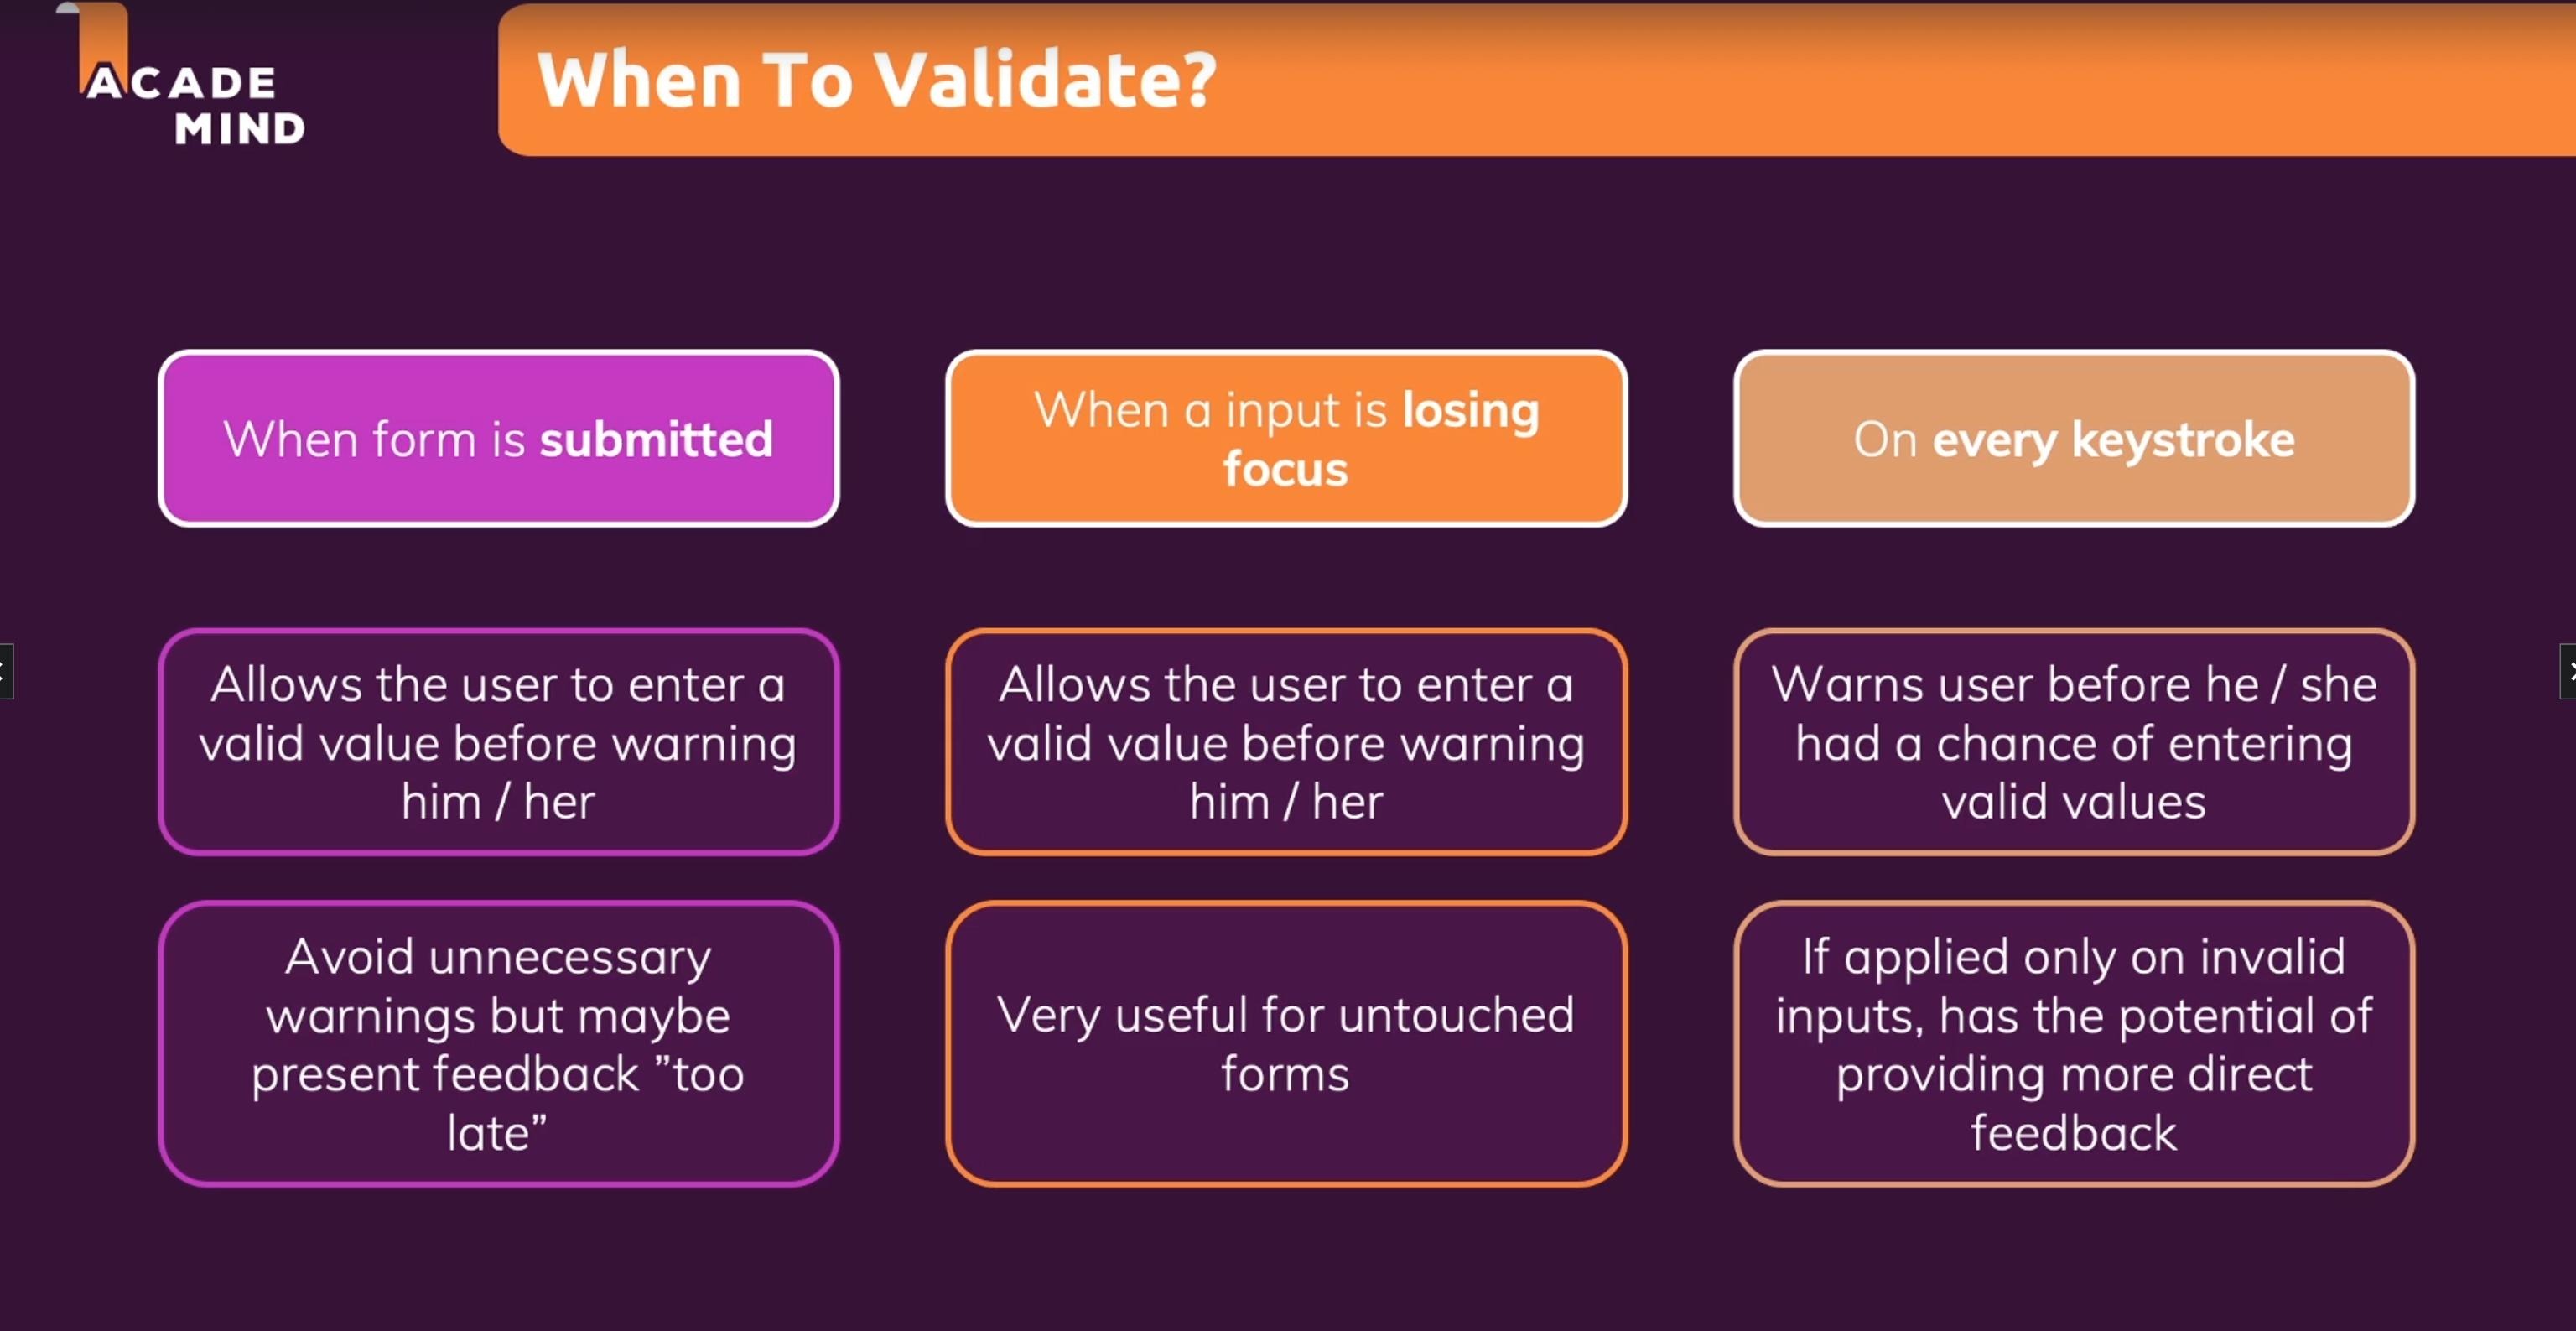 ACADE
MIND
When To Validate?
When form is submitted
When a input is losing
focus
On every keystroke
Allows the user to enter a
valid value before warning
him / her
Allows the user to enter a
valid value before warning
him / her
Warns user before he / she
had a chance of entering
valid values
Avoid unnecessary
warnings but maybe
present feedback ”too
late”
Very useful for untouched
forms
If applied only on invalid
inputs, has the potential of
providing more direct
feedback